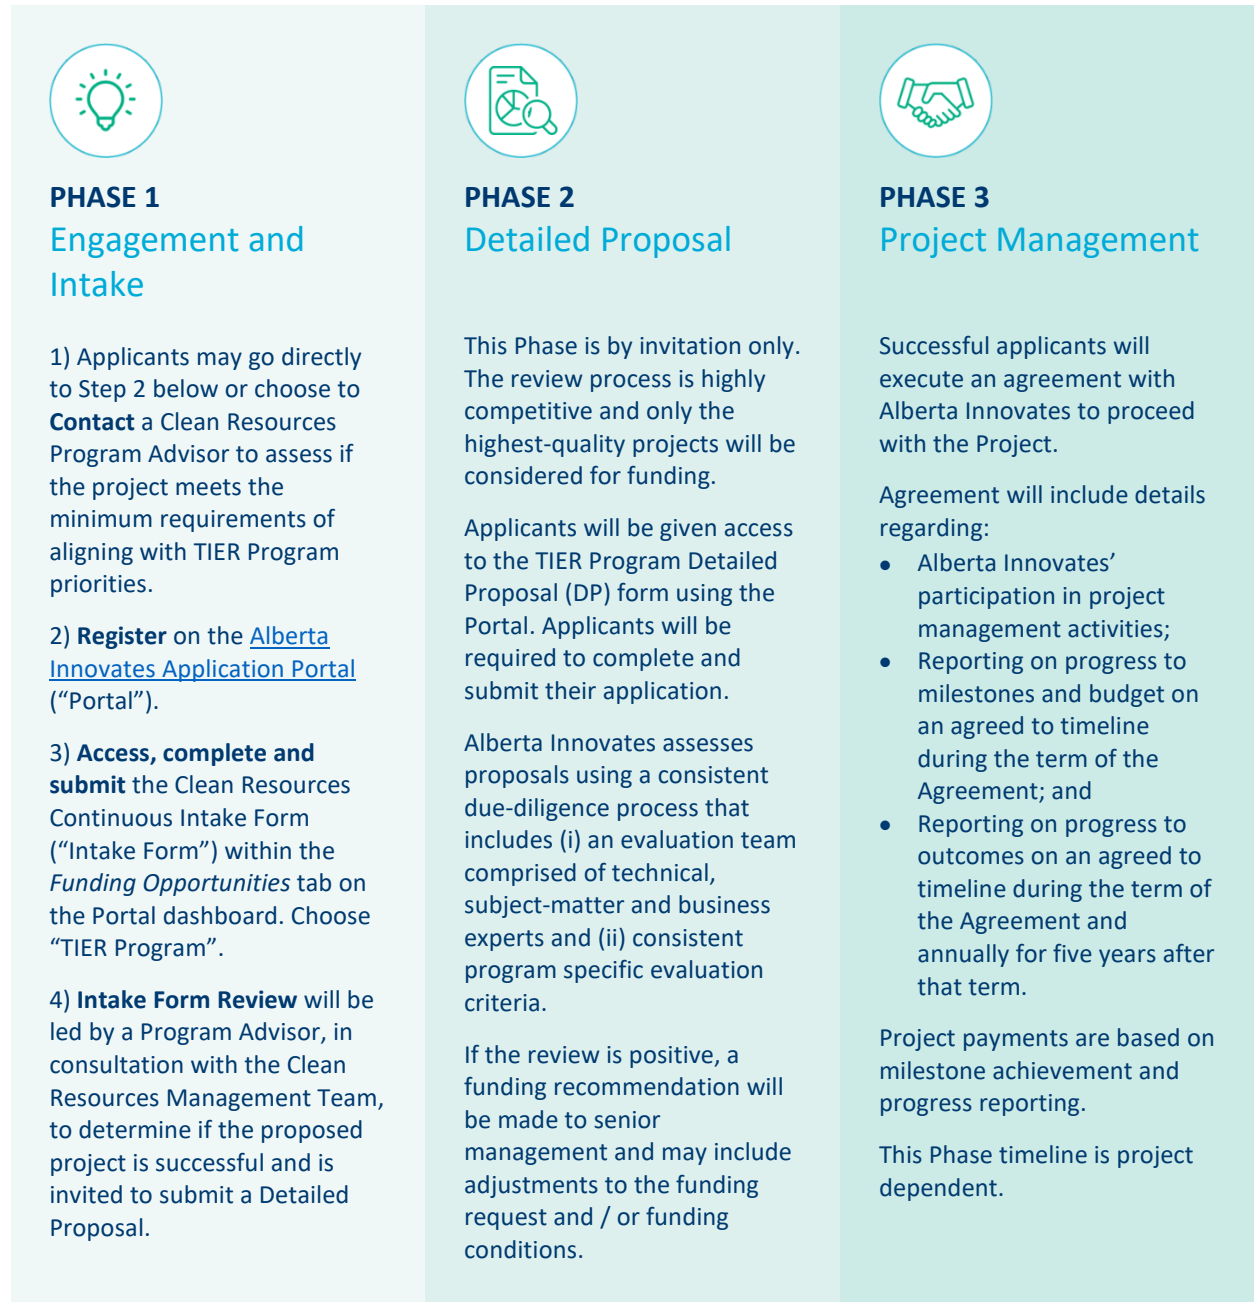 PHASE 1
Engagement and
Intake
1) Applicants may go directly
to Step 2 below or choose to
Contact a Clean Resources
Program Advisor to assess if
the project meets the
minimum requirements of
aligning with TIER Program
priorities.
2) Register on the Alberta
Innovates Application Portal
(“Portal”).
3) Access, complete and
submit the Clean Resources
Continuous Intake Form
(“Intake Form”) within the
Funding Opportunities tab on
the Portal dashboard. Choose
“TIER Program”.
4) Intake Form Review will be
led by a Program Advisor, in
consultation with the Clean
Resources Management Team,
to determine if the proposed
project is successful and is
invited to submit a Detailed
Proposal.
PHASE 2
Detailed Proposal
This Phase is by invitation only.
The review process is highly
competitive and only the
highest-quality projects will be
considered for funding.
Applicants will be given access
to the TIER Program Detailed
Proposal (DP) form using the
Portal. Applicants will be
required to complete and
submit their application.
Alberta Innovates assesses
proposals using a consistent
due-diligence process that
includes (i) an evaluation team
comprised of technical,
subject-matter and business
experts and (ii) consistent
program specific evaluation
criteria.
If the review is positive, a
funding recommendation will
be made to senior
management and may include
adjustments to the funding
request and / or funding
conditions.
PHASE 3
Project Management
Successful applicants will
execute an agreement with
Alberta Innovates to proceed
with the Project.
Agreement will include details
regarding:
• Alberta Innovates’
participation in project
management activities;
• Reporting on progress to
milestones and budget on
an agreed to timeline
during the term of the
Agreement; and
• Reporting on progress to
outcomes on an agreed to
timeline during the term of
the Agreement and
annually for five years after
that term.
Project payments are based on
milestone achievement and
progress reporting.
This Phase timeline is project
dependent.